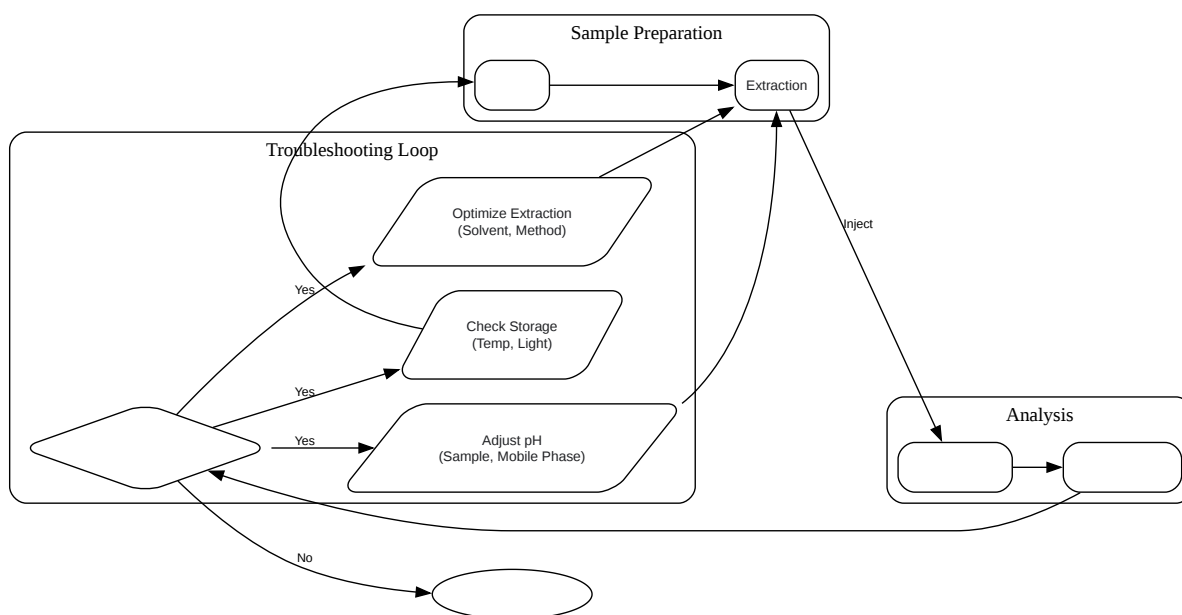 Sample Preparation
Extraction
Troubleshooting Loop
Optimize Extraction
(Solvent, Method)
Inject
Yes
Check Storage
(Temp, Light)
Yes
Analysis
Yes
Adjust pH
(Sample, Mobile Phase)
No